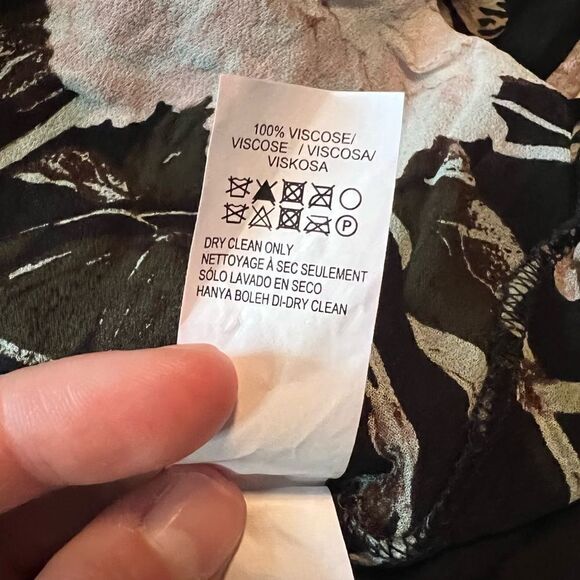 100% VISCOSE/
VISCOSE / VISCOSA/
VISKOSA
P
DRY CLEAN ONLY
NETTOYAGE À SEC SEULEMENT
SÓLO LAVADO EN SECO
HANYA BOLEH DI-DRY CLEAN